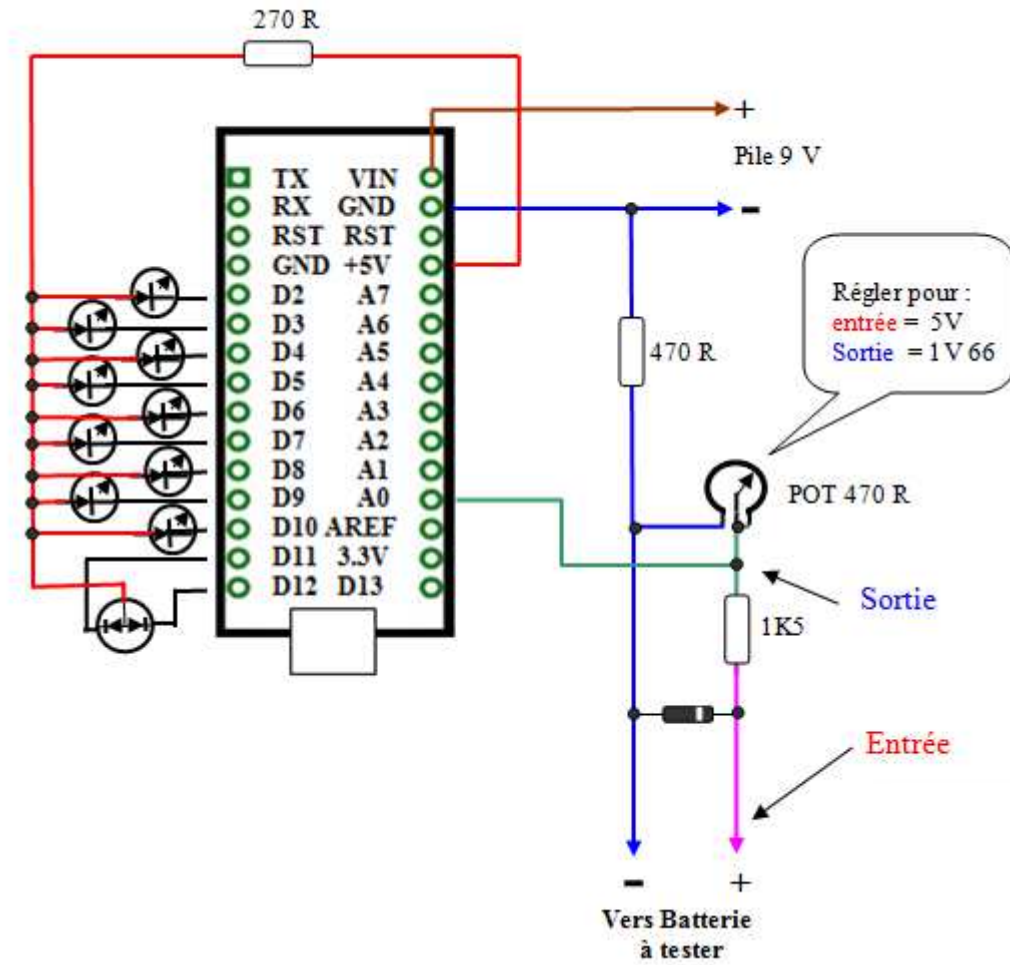 270 R
+
Pile 9 V
-
TX VIN
RX GND
RST RST
GND +5V
D2 A7
D3 A6
D4 A5
D5 A4
D6 A3
D7 A2
D8 A1
D9 A0
D10 AREF
D11 3.3V
D12 D13
Régler pour :
entrée = 5V
Sortie = 1V 66
470 R
POT 470 R
Sortie
1K5
Entrée
- +
Vers Batterie
à tester